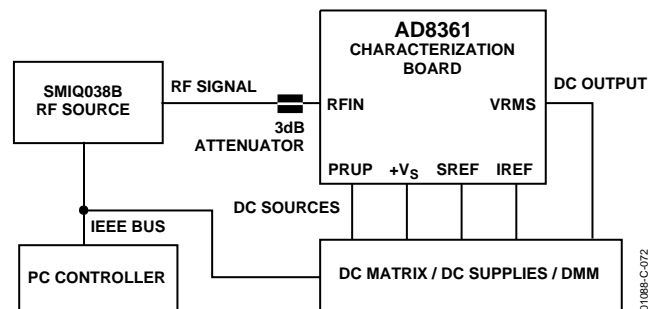 AD8361
CHARACTERIZATION
BOARD
SMIQ038B
RF SOURCE
RF SIGNAL
3dB
ATTENUATOR
RFIN
VRMS
DC OUTPUT
PRUP
+VS
SREF
IREF
DC SOURCES
IEEE BUS
PC CONTROLLER
DC MATRIX / DC SUPPLIES / DMM
01088-C-072